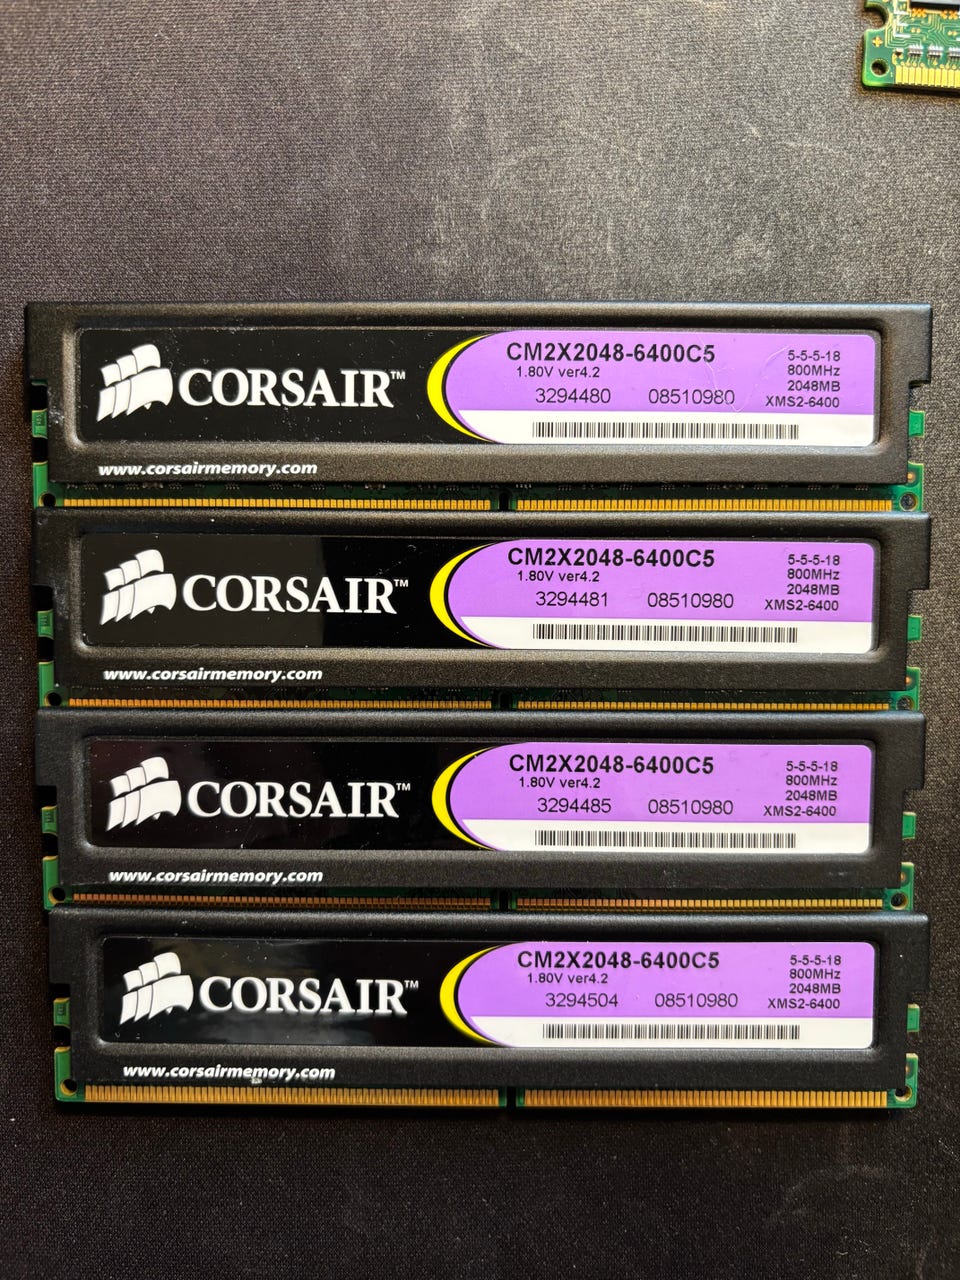 CORSAIR™
www.corsairmemory.com
CM2X2048-6400C5
1.80V ver4.2
3294480 08510980
5-5-5-18
800MHz
2048MB
XMS2-6400
CORSAIR™
www.corsairmemory.com
CM2X2048-6400C5
1.80V ver4.2
3294481 08510980
5-5-5-18
800MHz
2048MB
XMS2-6400
CORSAIR™
www.corsairmemory.com
CM2X2048-6400C5
1.80V ver4.2
3294485 08510980
5-5-5-18
800MHz
2048MB
XMS2-6400
CORSAIR™
www.corsairmemory.com
CM2X2048-6400C5
1.80V ver4.2
3294504 08510980
5-5-5-18
800MHz
2048MB
XMS2-6400